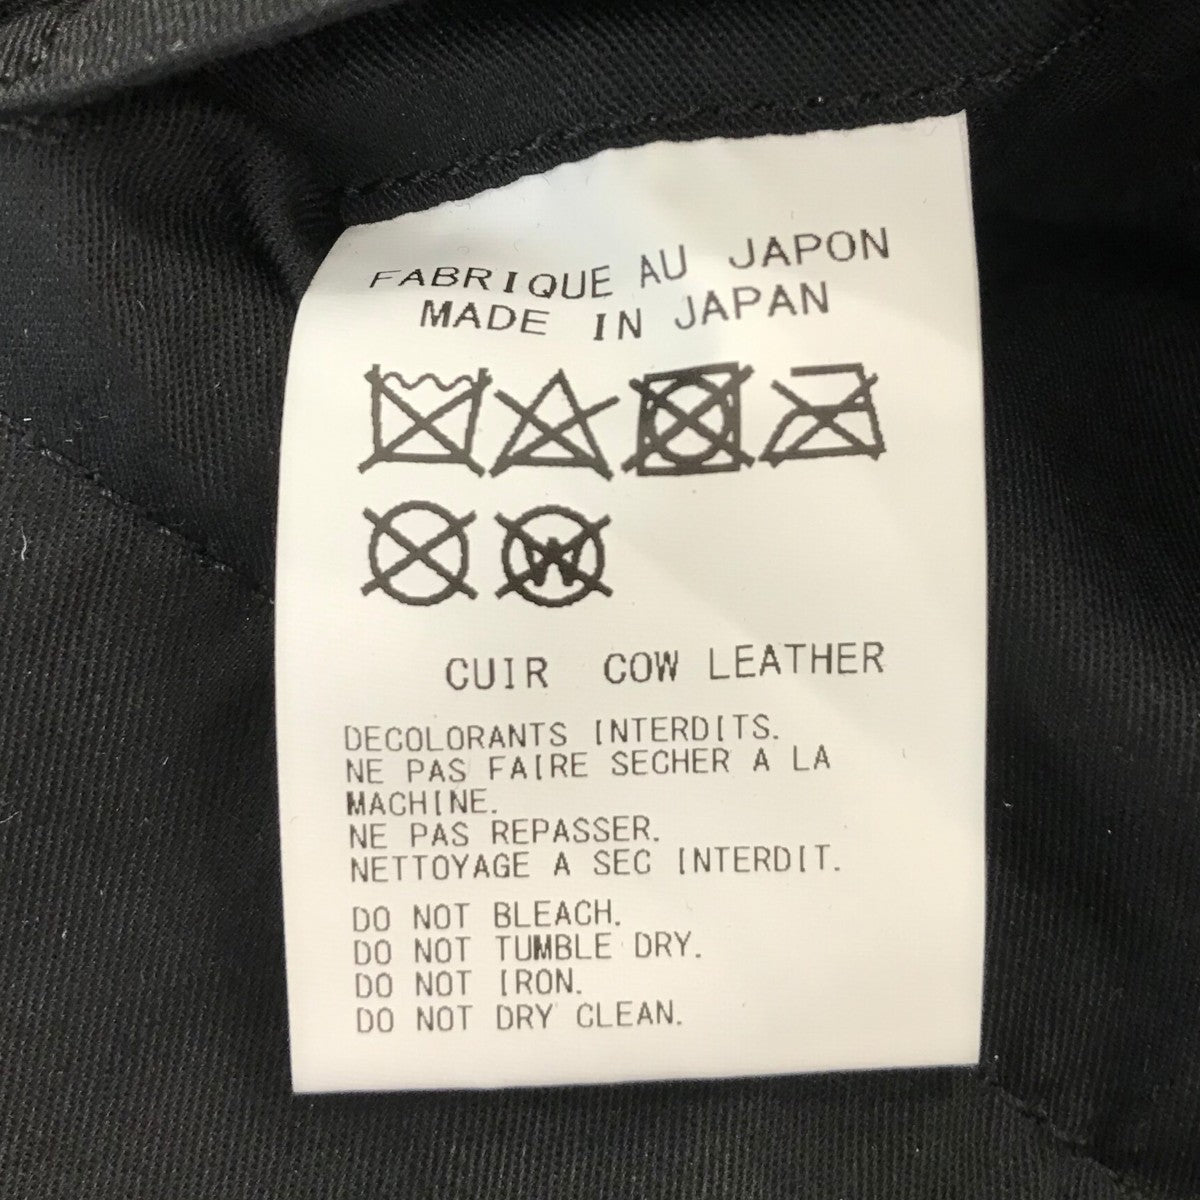 FABRIQUE AU JAPON
MADE IN JAPAN
W
CUIR COW LEATHER
DECOLORANTS INTERDITS.
NE PAS FAIRE SECHER A LA
MACHINE.
NE PAS REPASSER.
NETTOYAGE A SEC INTERDIT.
DO NOT BLEACH.
DO NOT TUMBLE DRY.
DO NOT IRON.
DO NOT DRY CLEAN.